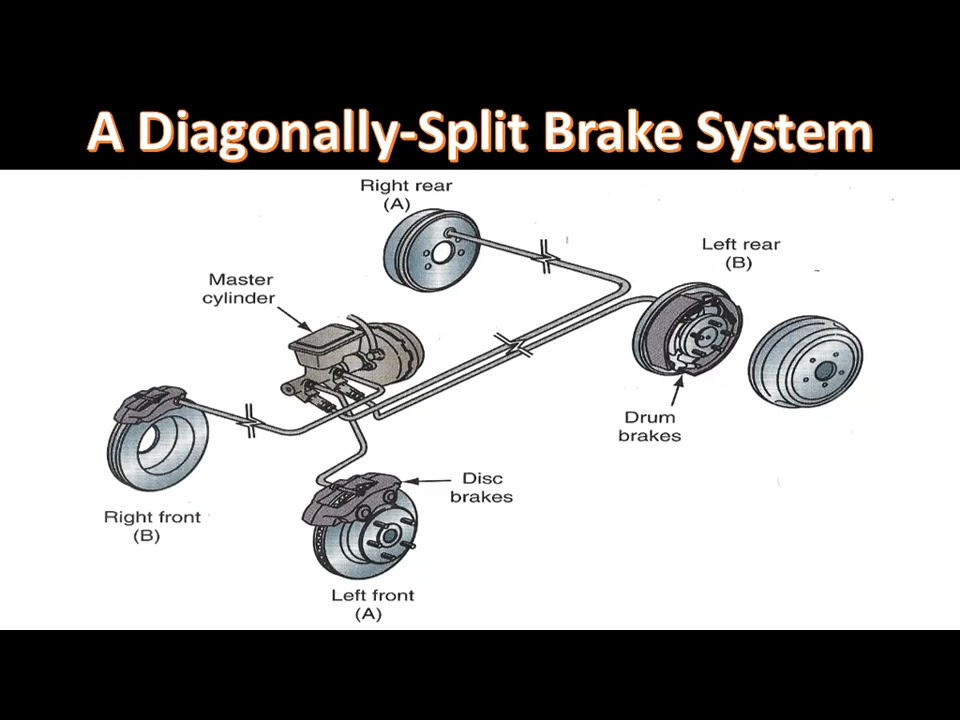 A Diagonally-Split Brake System
Right rear
(A)
Left rear
(B)
Master
cylinder
Drum
brakes
Disc
brakes
Right front
(B)
Left front
(A)